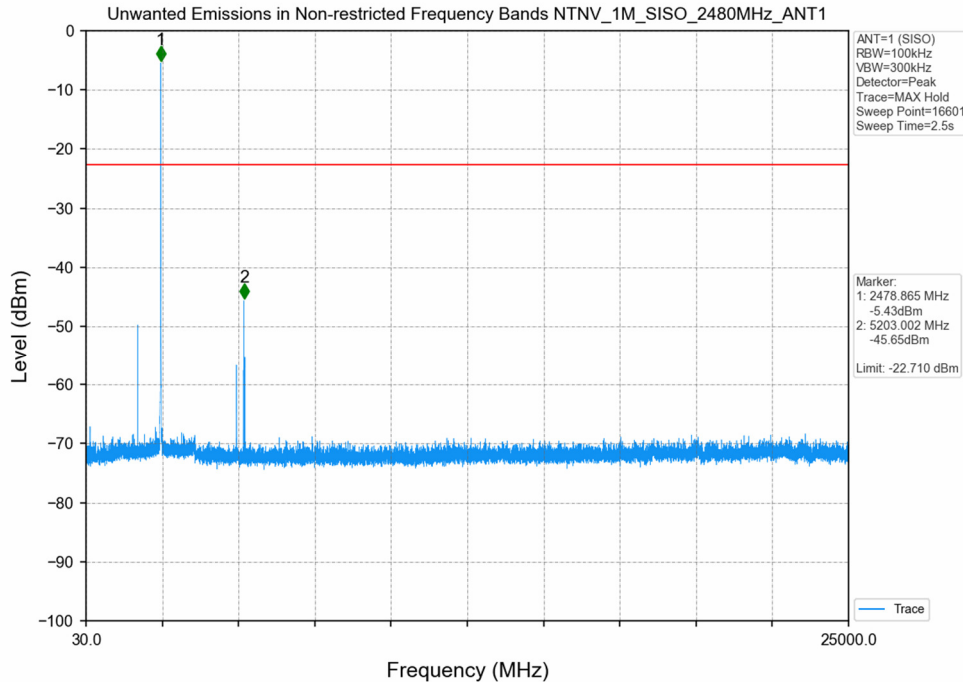 Unwanted Emissions in Non-restricted Frequency Bands NTNV_1M_SISO_2480MHz_ANT1
ANT=1 (SISO)
RBW=100kHz
VBW=300kHz
Detector=Peak
Trace=MAX Hold
Sweep Point=16601
Sweep Time=2.5s
0
−10
−20
−30
−40
−50
−60
−70
−80
−90
−100
Level (dBm)
1
2
Marker:
1: 2478.865 MHz
-5.43dBm
2: 5203.002 MHz
-45.65dBm
Limit: -22.710 dBm
Trace
30.0
25000.0
Frequency (MHz)